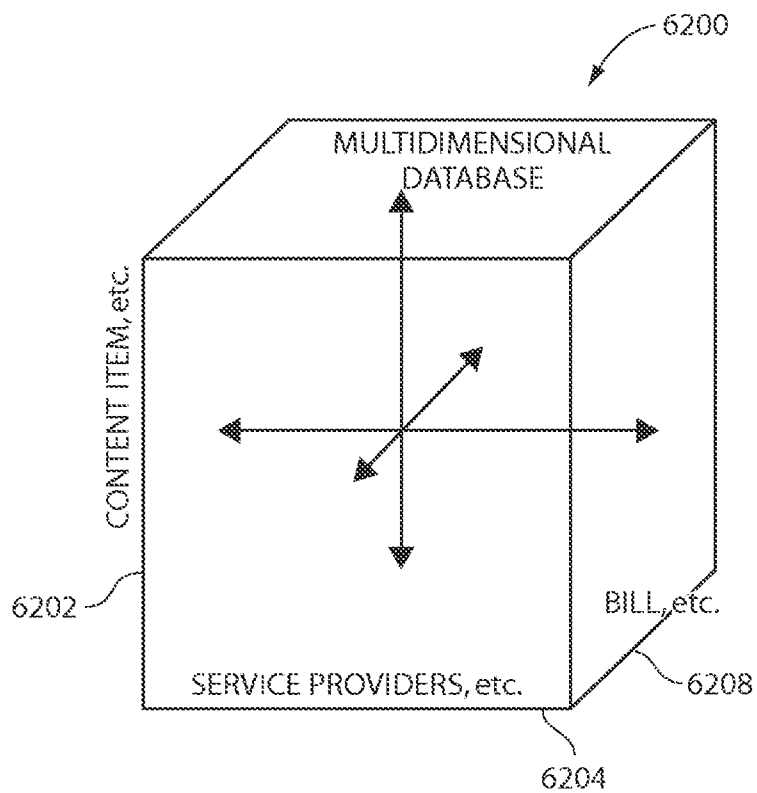 6200
MULTIDIMENSIONAL
DATABASE
CONTENT ITEM, etc.
6202
BILL, etc.
SERVICE PROVIDERS, etc.
6208
6204